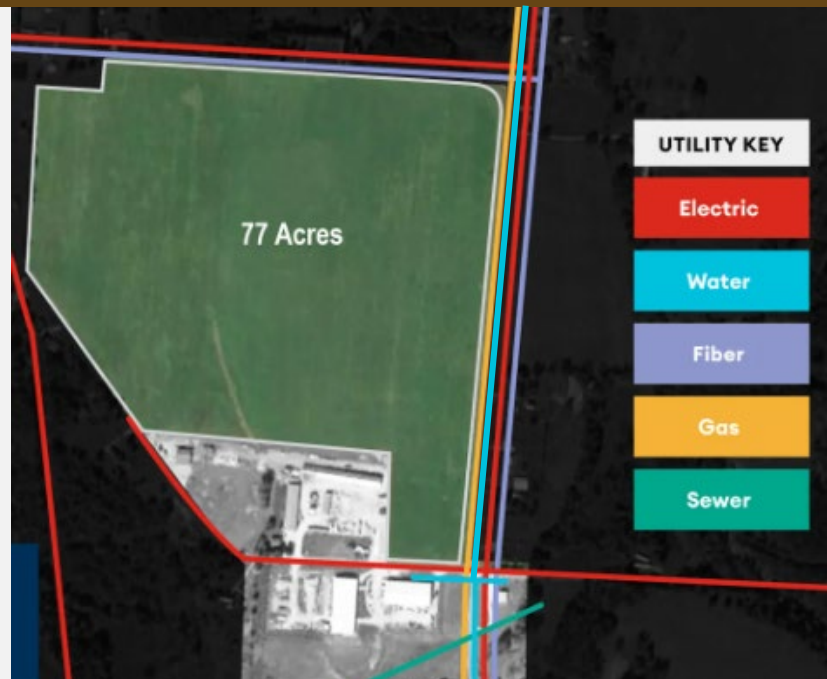 77 Acres
UTILITY KEY
Electric
Water
Fiber
Gas
Sewer